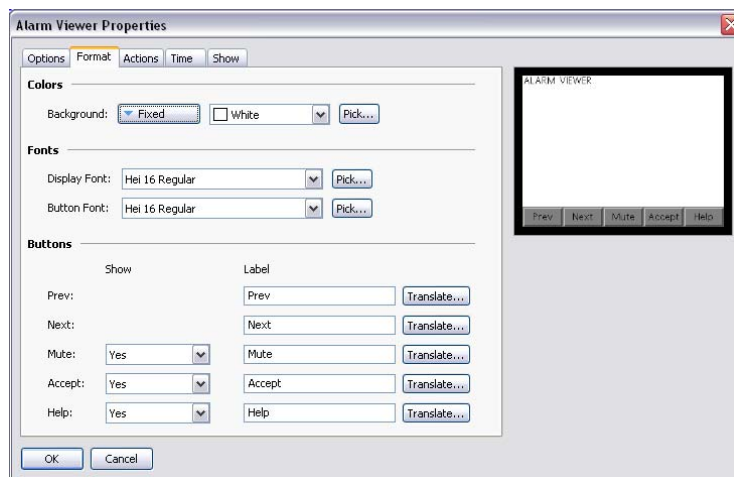 Alarm Viewer Properties
Options Format Actions Time Show
Colors
Background: Fixed White Pick...
Fonts
Display Font: Hei 16 Regular Pick...
Button Font: Hei 16 Regular Pick...
Buttons
Show Label
Prev: Prev Translate...
Next: Next Translate...
Mute: Yes Mute Translate...
Accept: Yes Accept Translate...
Help: Yes Help Translate...
OK Cancel
ALARM VIEWER
Prev Next Mute Accept Help